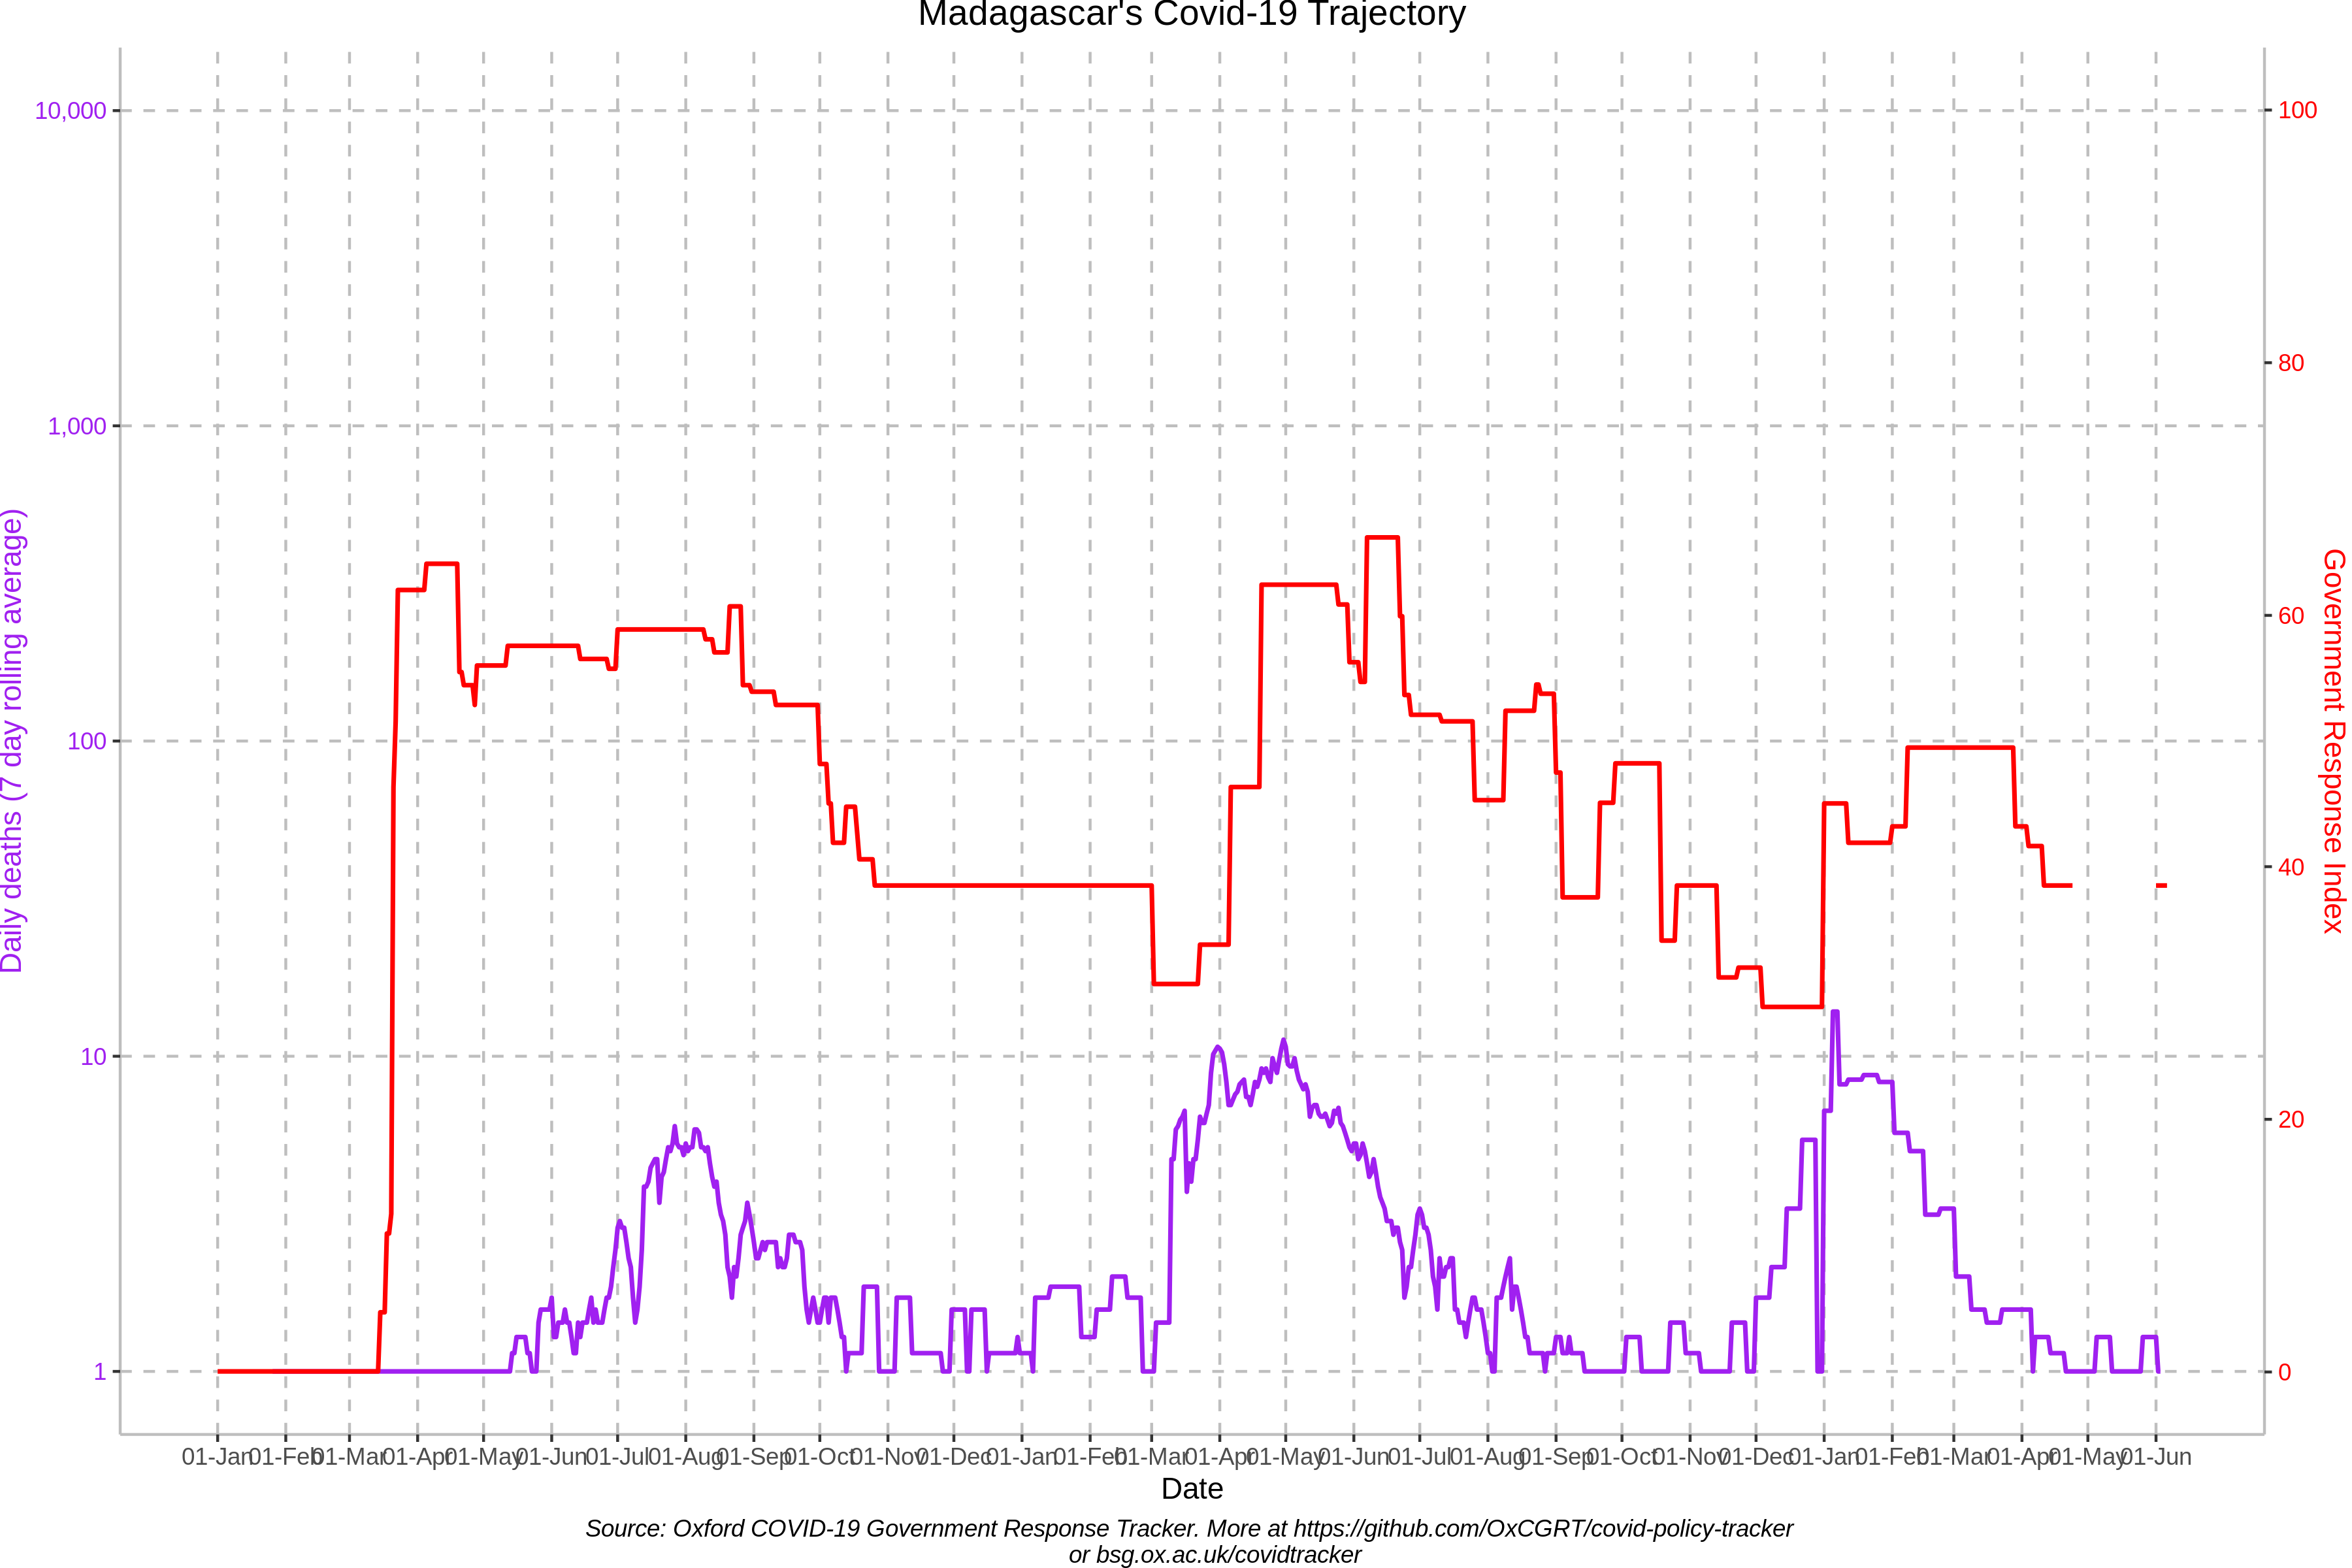 Madagascar's Covid-19 Trajectory
10,000
1,000
100
10
1
Daily deaths (7 day rolling average)
100
80
60
40
20
0
Government Response Index
01-Jan 01-Feb 01-Mar 01-Apr 01-May 01-Jun 01-Jul 01-Aug 01-Sep 01-Oct 01-Nov 01-Dec 01-Jan 01-Feb 01-Mar 01-Apr 01-May 01-Jun 01-Jul 01-Aug 01-Sep 01-Oct 01-Nov 01-Dec 01-Jan 01-Feb 01-Mar 01-Apr 01-May 01-Jun
Date
Source: Oxford COVID-19 Government Response Tracker. More at https://github.com/OxCGRT/covid-policy-tracker
or bsg.ox.ac.uk/covidtracker